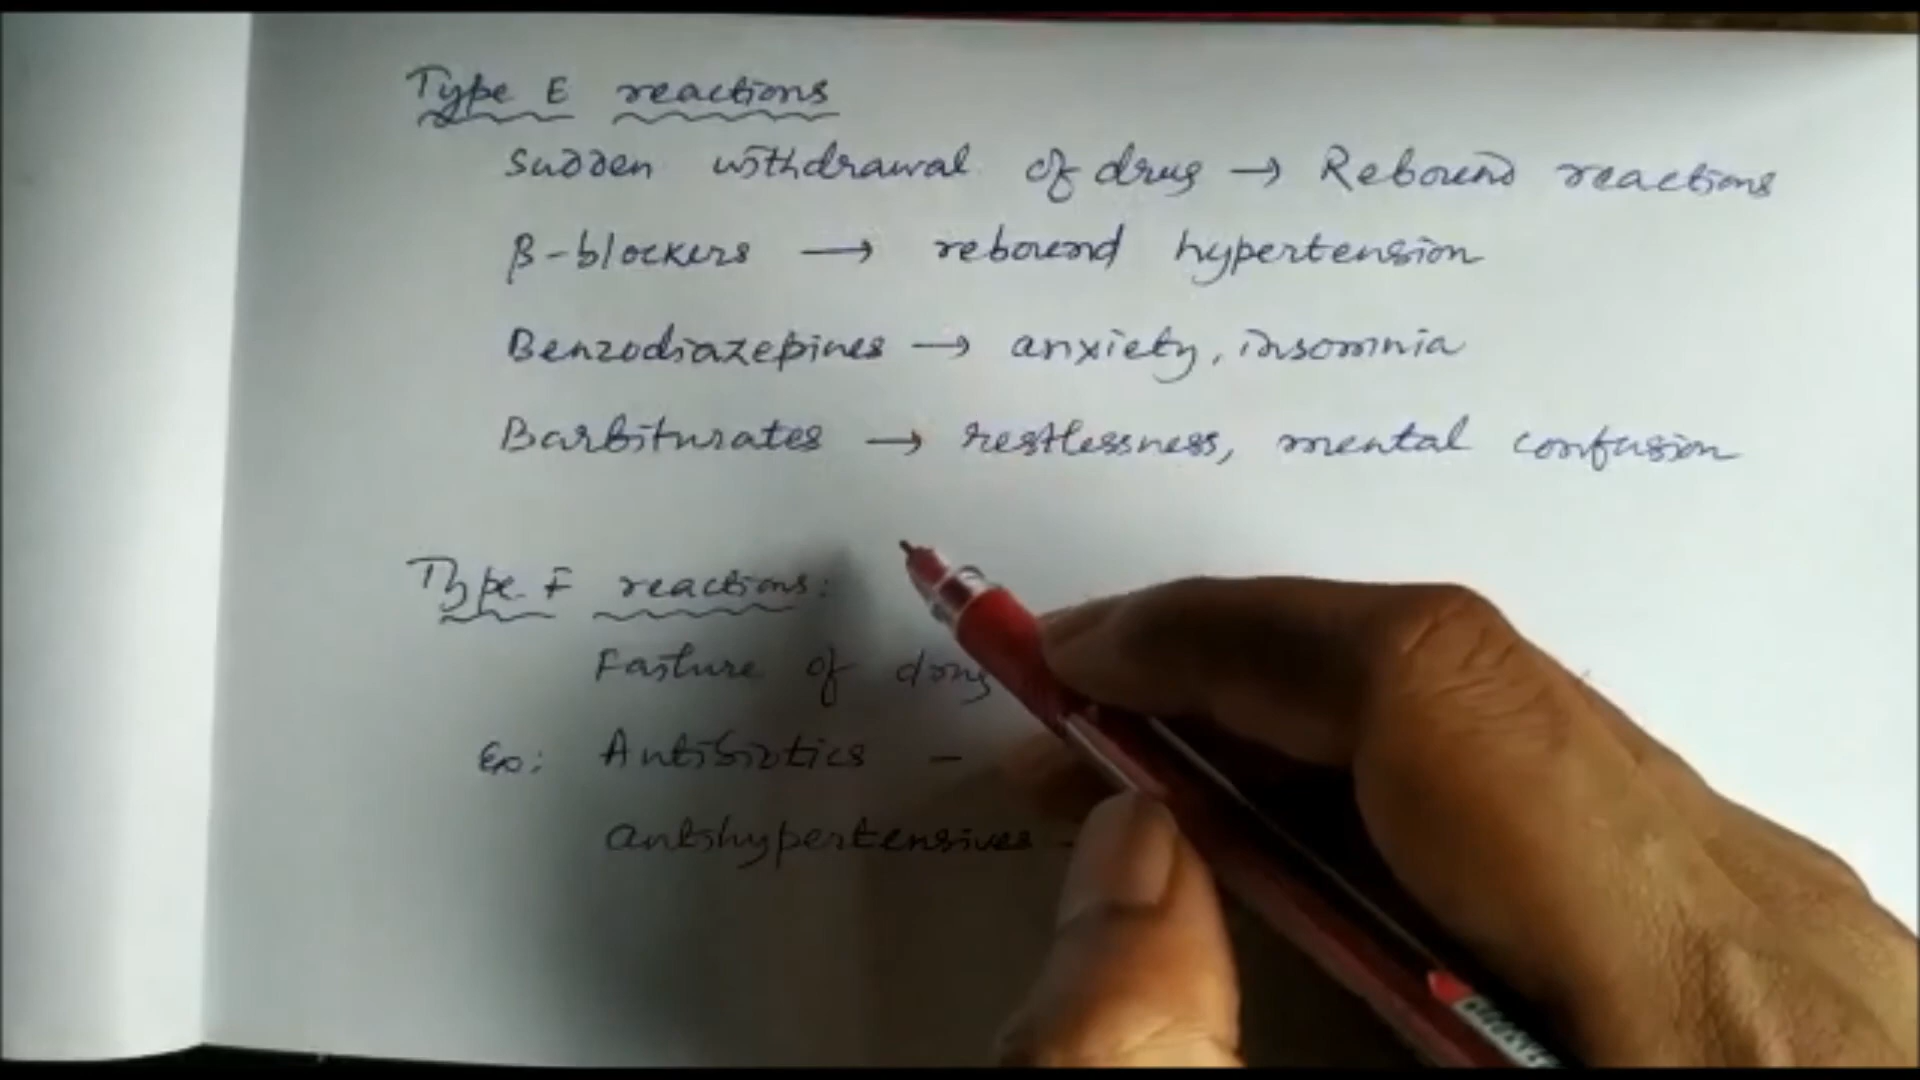 Type E reactions
Sudden withdrawal of drug → Rebound reactions
β-blockers → rebound hypertension
Benzodiazepines → anxiety, insomnia
Barbiturates → restlessness, mental confusion
Type F reactions:
Failure of drug
Ex: Antibiotics -
antihypertensives -